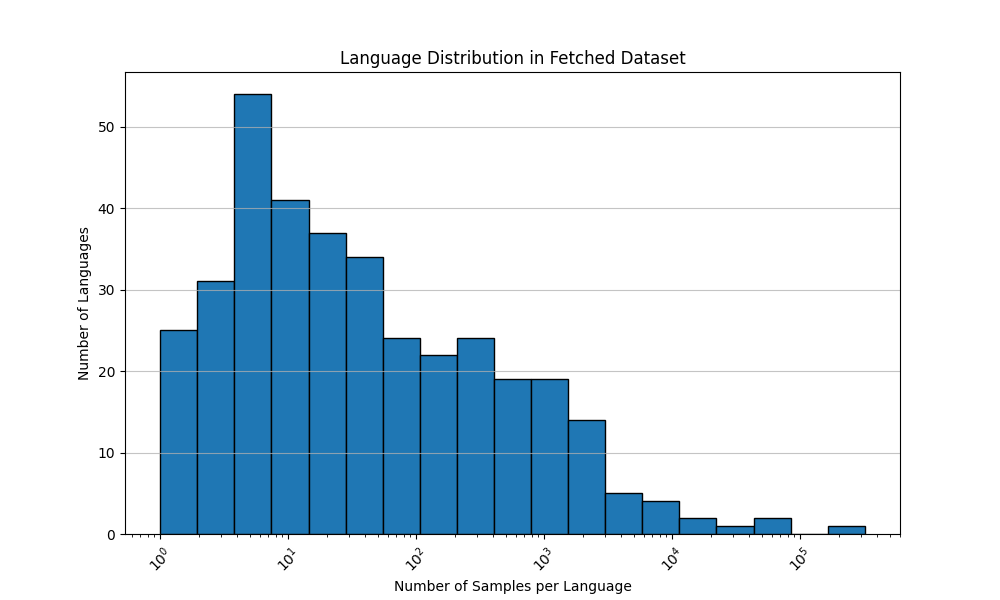 Language Distribution in Fetched Dataset
Number of Languages
50
40
30
20
10
0
10⁰ 10¹ 10² 10³ 10⁴ 10⁵
Number of Samples per Language